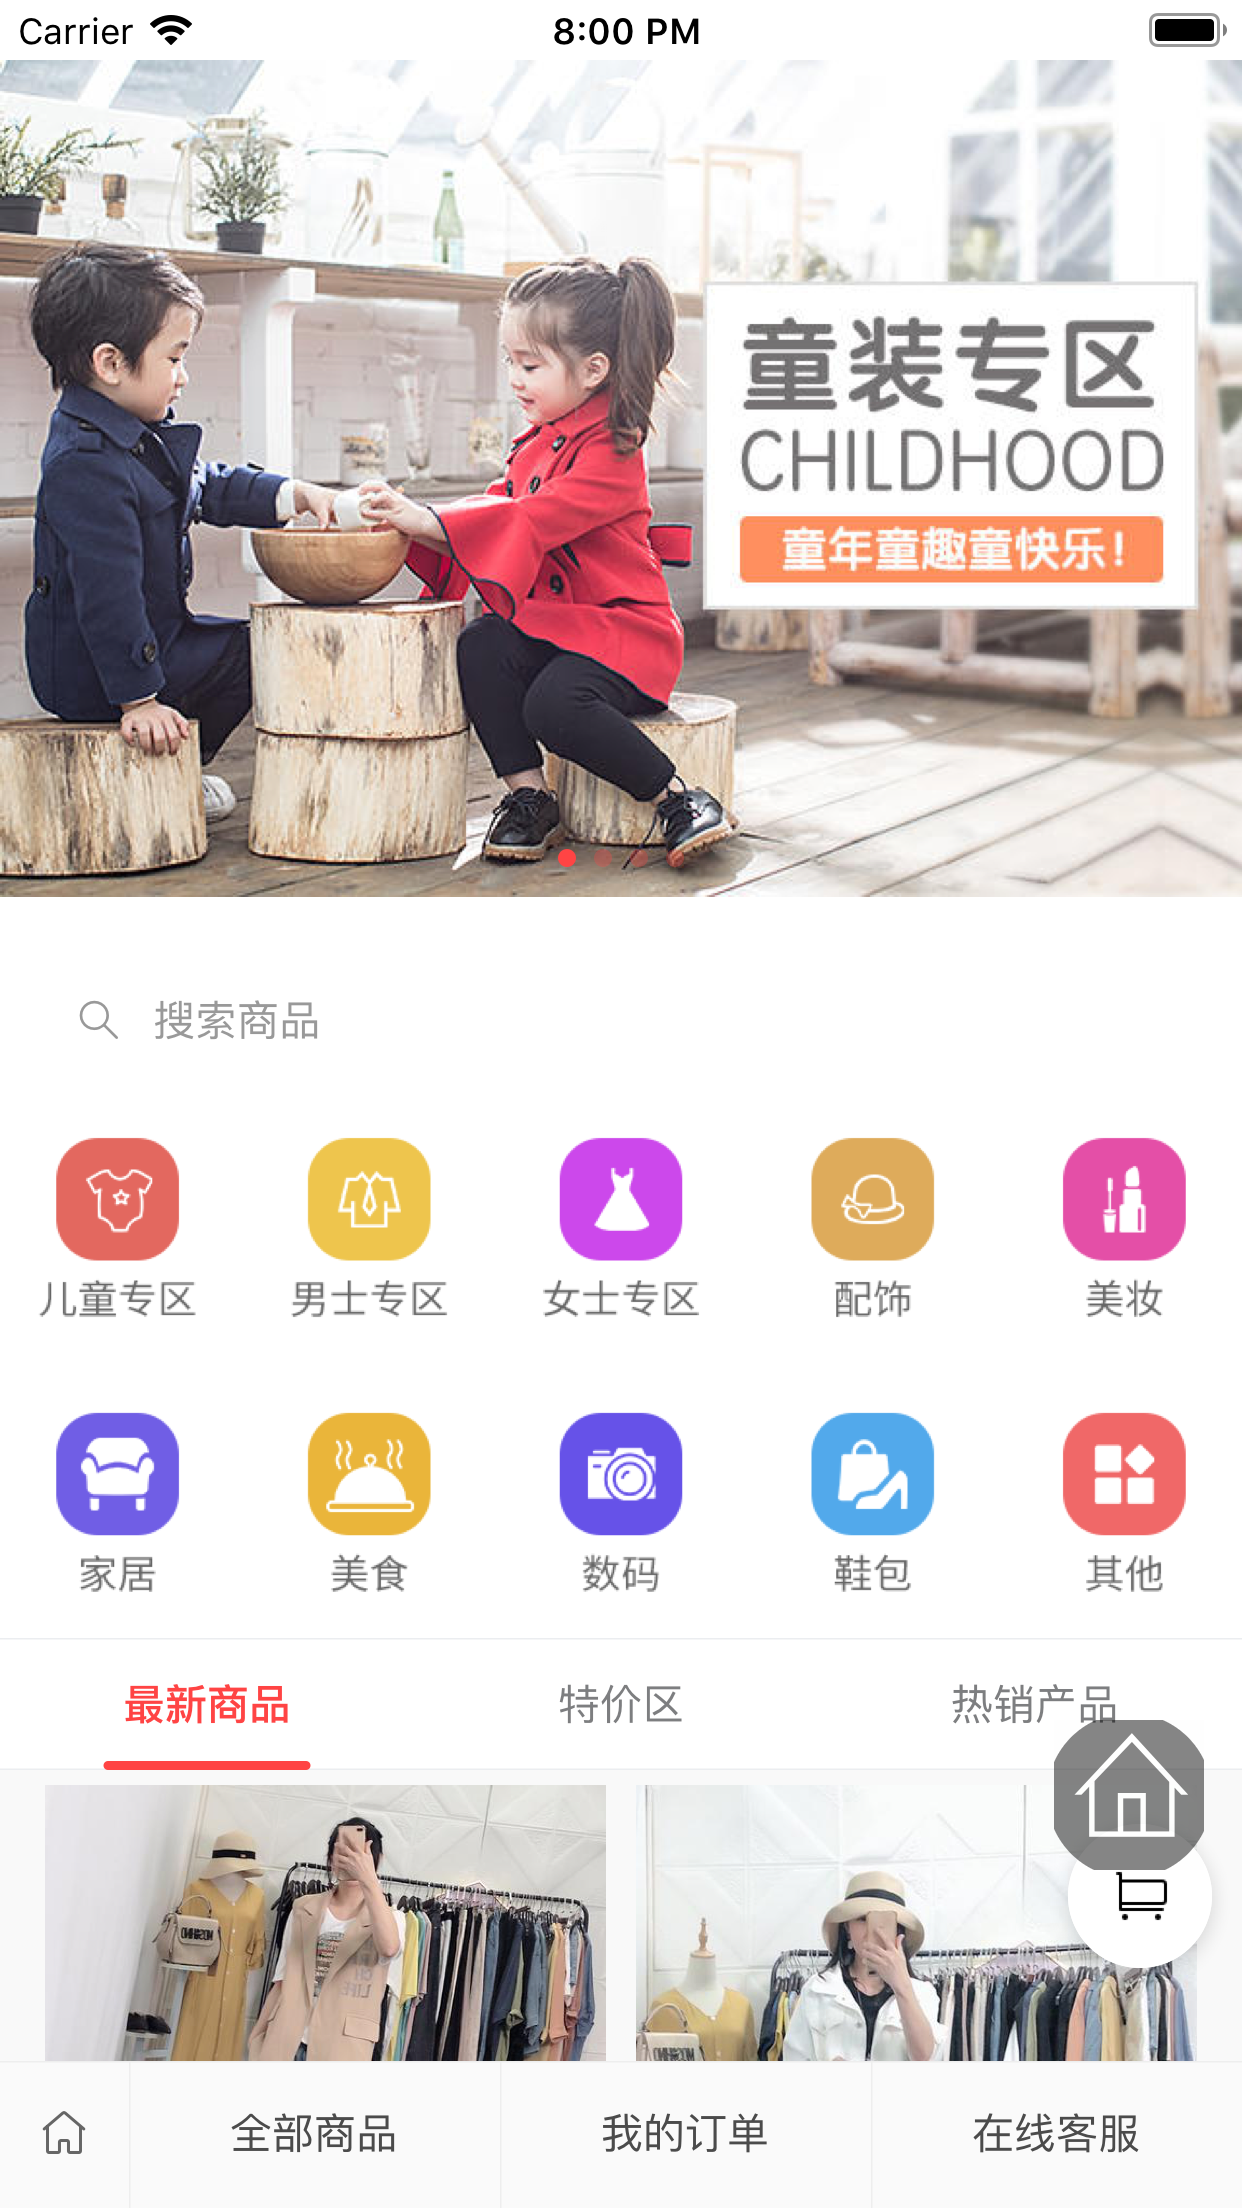 Carrier
8:00 PM
童装专区
CHILDHOOD
童年童趣童快乐!
搜索商品
儿童专区
男士专区
女士专区
配饰
美妆
家居
美食
数码
鞋包
其他
最新商品
特价区
热销产品
全部商品
我的订单
在线客服